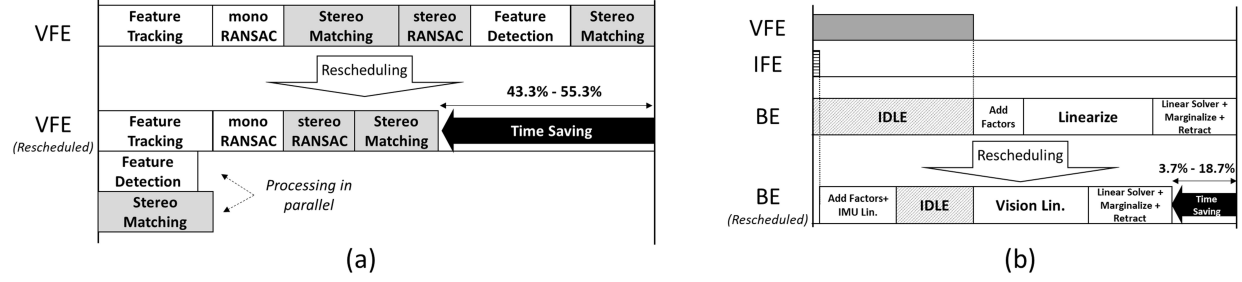 VFE
Feature Tracking
mono RANSAC
Stereo Matching
stereo RANSAC
Feature Detection
Stereo Matching
Rescheduling
43.3% - 55.3%
VFE
(Rescheduled)
Feature Tracking
mono RANSAC
stereo RANSAC
Stereo Matching
Time Saving
Feature Detection
Stereo Matching
Processing in
parallel
(a)
VFE
IFE
BE
IDLE
Add
Factors
Linearize
Linear Solver +
Marginalize +
Retract
Rescheduling
3.7% - 18.7%
BE
(Rescheduled)
Add Factors+
IMU Lin.
IDLE
Vision Lin.
Linear Solver +
Marginalize +
Retract
Time
Saving
(b)